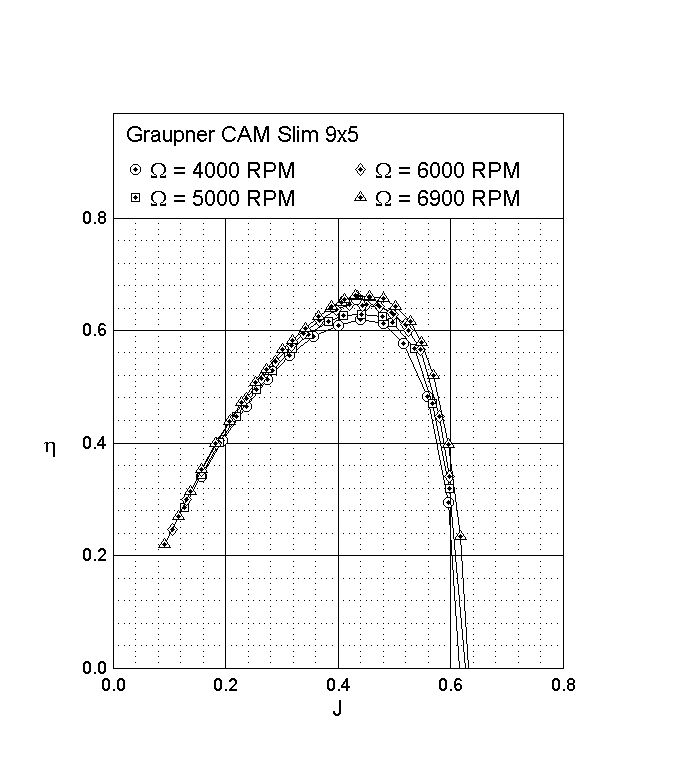 Graupner CAM Slim 9x5
Ω = 4000 RPM Ω = 6000 RPM
Ω = 5000 RPM Ω = 6900 RPM
0.8
0.6
0.4
η
0.2
0.0
0.0 0.2 0.4 0.6 0.8
J